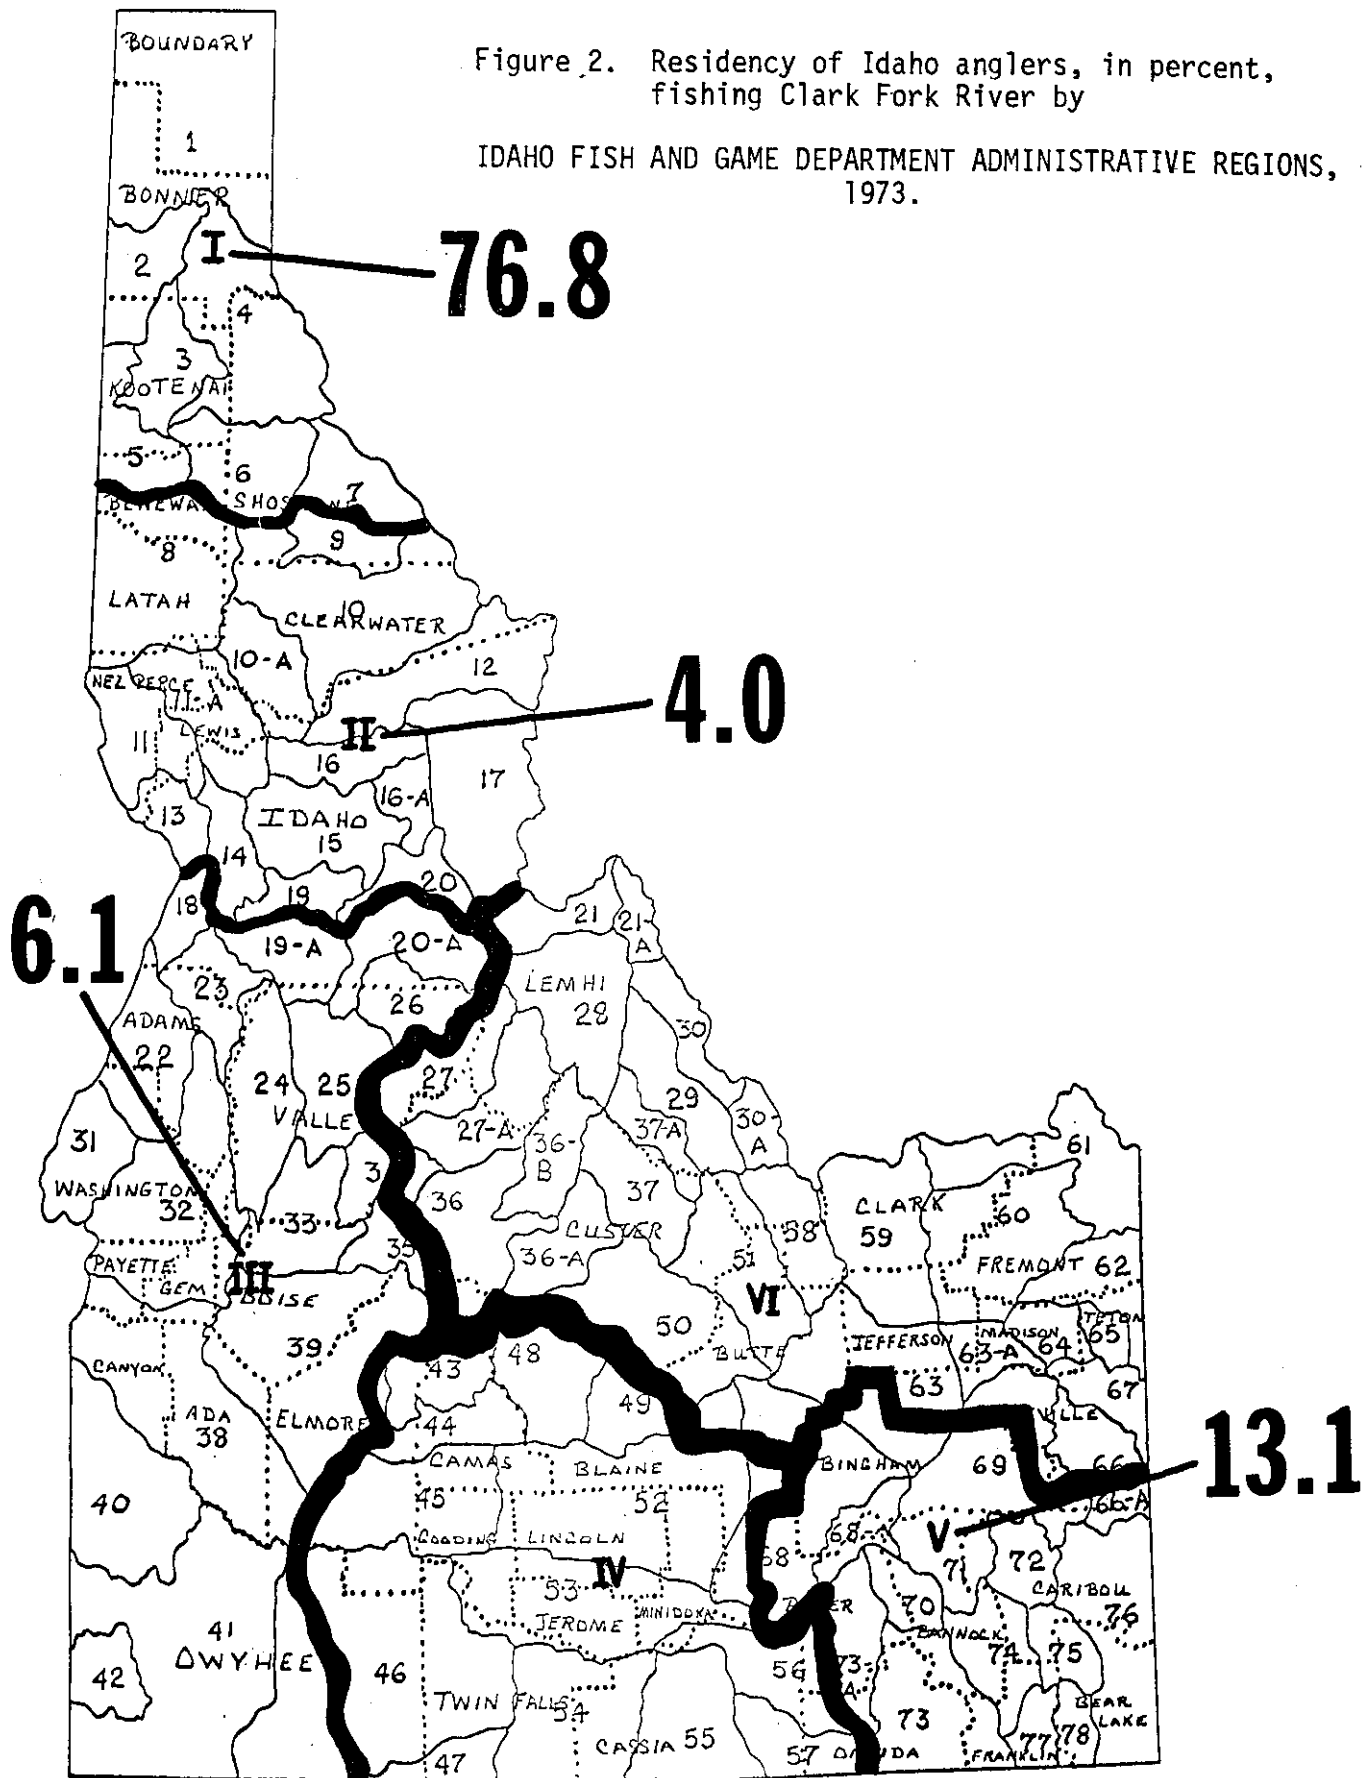 Figure 2. Residency of Idaho anglers, in percent,
fishing Clark Fork River by
IDAHO FISH AND GAME DEPARTMENT ADMINISTRATIVE REGIONS,
1973.
BOUNDARY
1
BONNER
I
76.8
2
4
3
KOOTENAI
5
6
7
9
8
LATAH
10
CLEARWATER
10-A
12
NEZ PERCE
11-A
4.0
LEWIS
11
II
16
17
16-A
13
IDAHO
15
14
19
20
18
21
21-A
6.1
19-A
20-A
23
LEMHI
26
28
ADAMS
30
22
24
25
27
29
VALLE
27-A
37-A
30-A
31
36-B
61
WASHINGTON
32
3
36
37
CLARK
59
60
33
CUSTER
58
35
36-A
51
FREMONT
62
PAYETTE
GEM
III
BOISE
VI
39
50
BUTTE
JEFFERSON
MADISON
63-A
64
TETON
65
CANYON
43
48
63
67
ADA
38
ELMORE
44
49
VILLE
13.1
CAMAS
BLAINE
BINGHAM
69
66
66-A
40
45
52
GOODING
LINCOLN
68-A
V
IV
68
71
72
53
CARIBOU
JEROME
MINIDOKA
70
BANNOCK
76
41
OWYHEE
42
46
56
73-A
74
75
TWIN FALLS
54
BEAR
LAKE
73
CASSIA
55
47
57
77
78
FRANKLIN